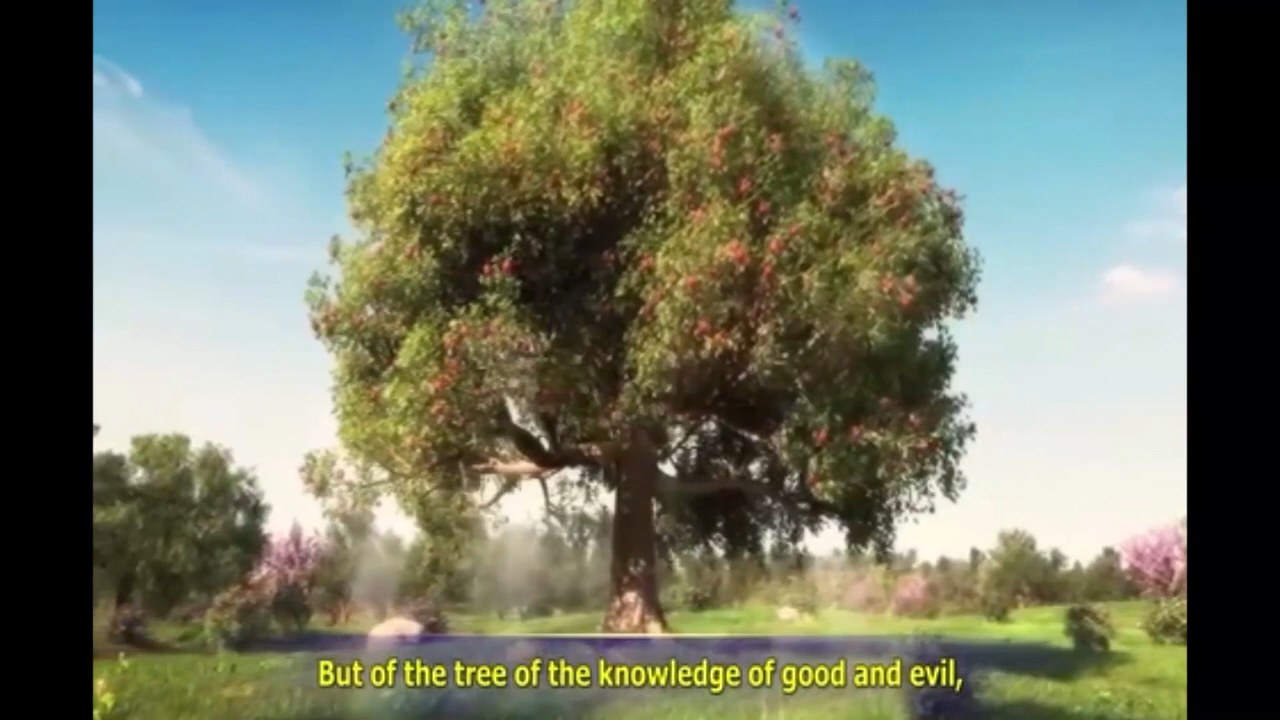 But of the tree of the knowledge of good and evil,